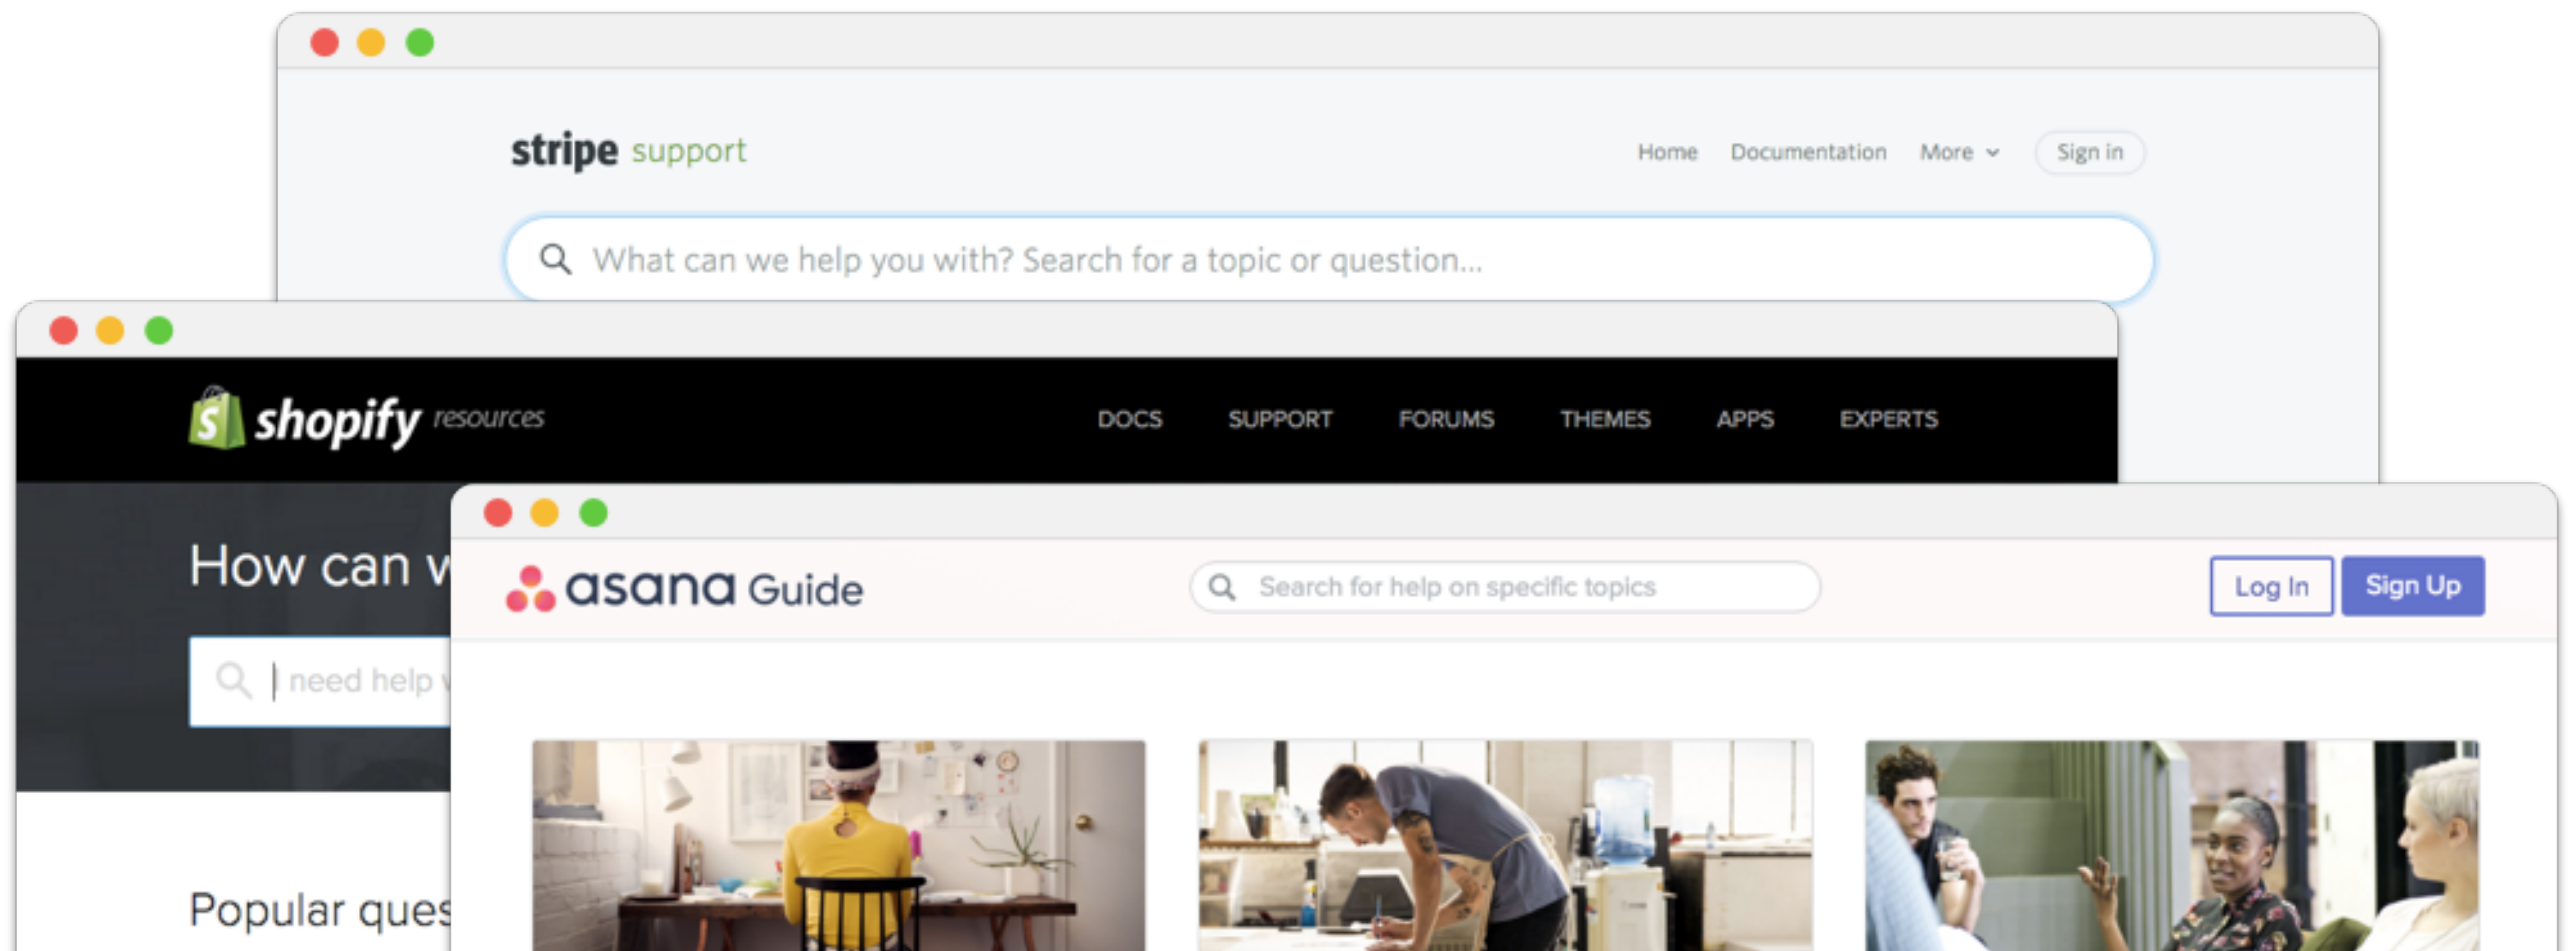 stripe support
Home Documentation More Sign in
What can we help you with? Search for a topic or question...
shopify resources
DOCS SUPPORT FORUMS THEMES APPS EXPERTS
How can
need help
Popular ques
asana Guide
Search for help on specific topics
Log In Sign Up